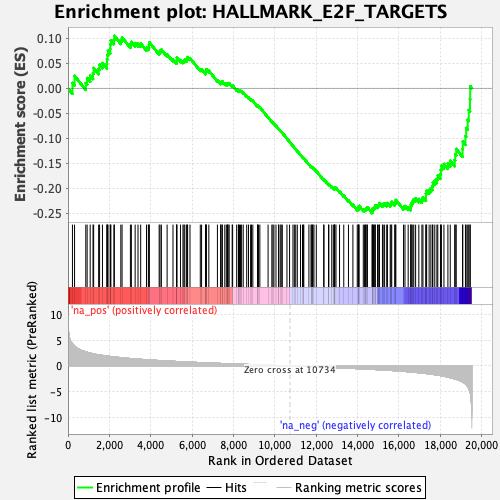 Enrichment plot: HALLMARK_E2F_TARGETS
Enrichment score (ES)
0.10
0.05
0.00
-0.05
-0.10
-0.15
-0.20
-0.25
'na_pos' (positively correlated)
Ranked list metric (PreRanked)
10
5
0
-5
-10
Zero cross at 10734
'na_neg' (negatively correlated)
0
2,000
4,000
6,000
8,000
10,000
12,000
14,000
16,000
18,000
20,000
Rank in Ordered Dataset
Enrichment profile
Hits
Ranking metric scores